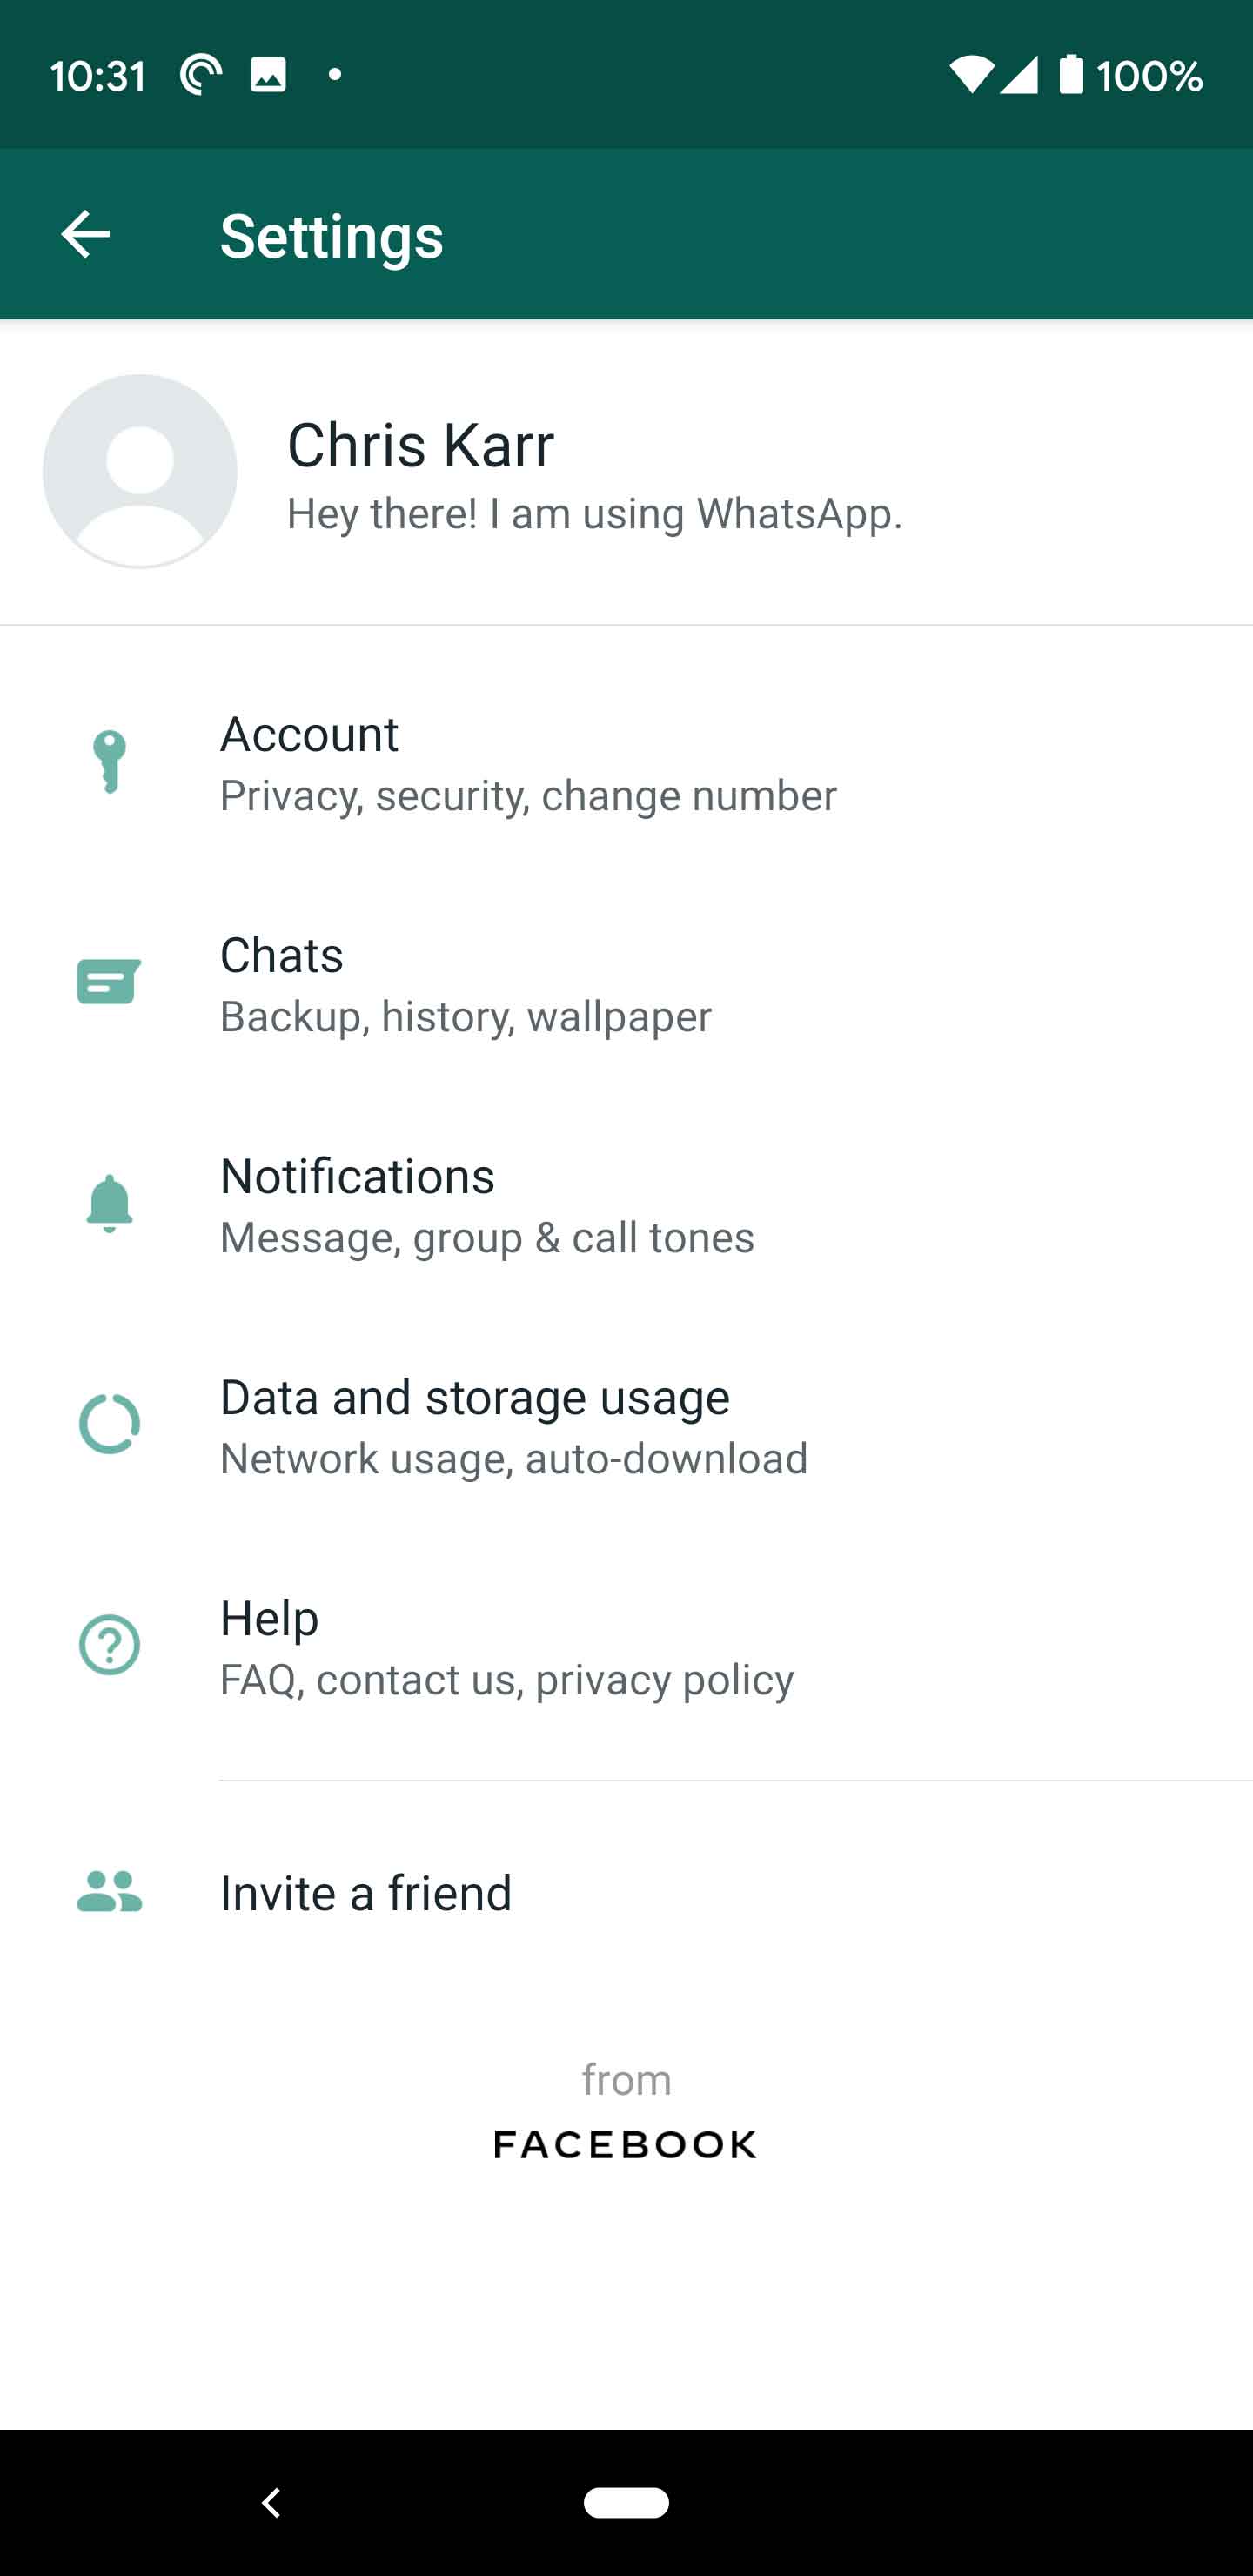 10:31 100%
Settings
Chris Karr
Hey there! I am using WhatsApp.
Account
Privacy, security, change number
Chats
Backup, history, wallpaper
Notifications
Message, group & call tones
Data and storage usage
Network usage, auto-download
Help
FAQ, contact us, privacy policy
Invite a friend
from
FACEBOOK